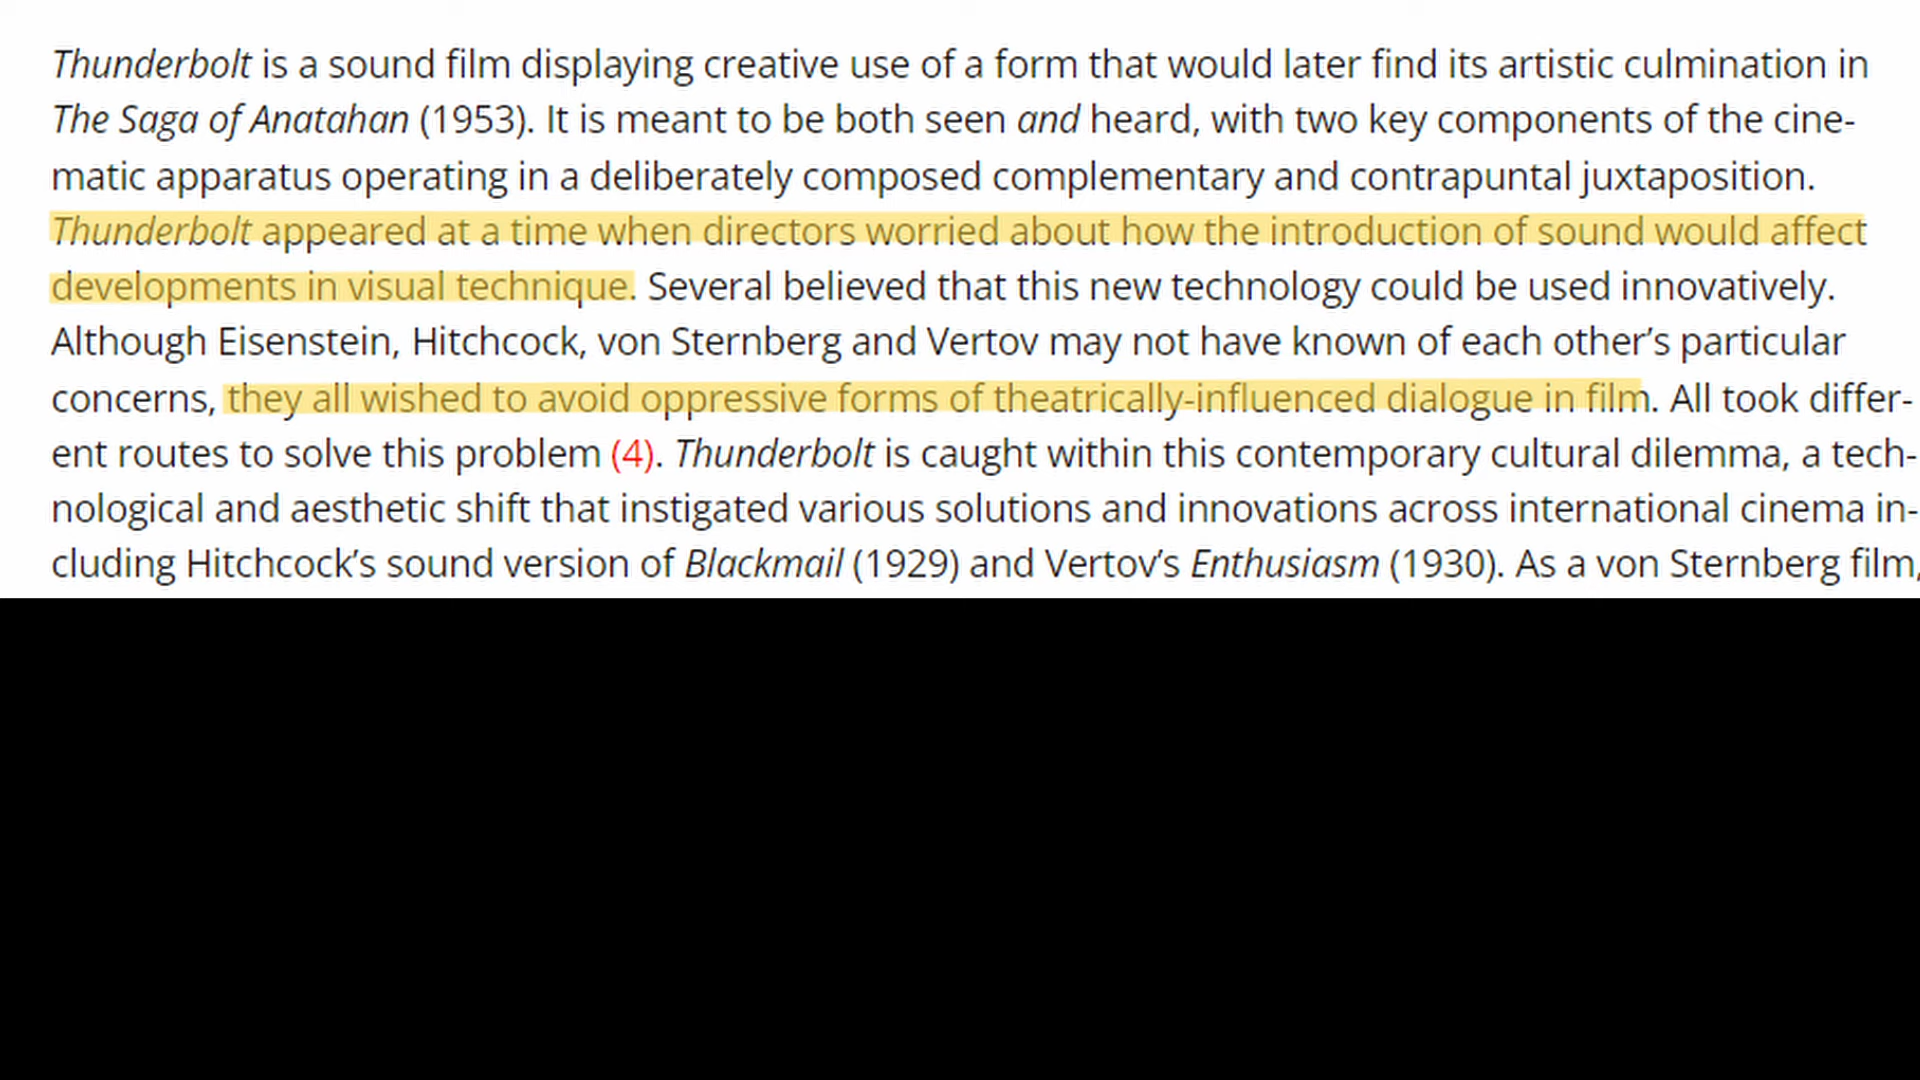 Thunderbolt is a sound film displaying creative use of a form that would later find its artistic culmination in
The Saga of Anatahan (1953). It is meant to be both seen and heard, with two key components of the cine-
matic apparatus operating in a deliberately composed complementary and contrapuntal juxtaposition.
Thunderbolt appeared at a time when directors worried about how the introduction of sound would affect
developments in visual technique. Several believed that this new technology could be used innovatively.
Although Eisenstein, Hitchcock, von Sternberg and Vertov may not have known of each other’s particular
concerns, they all wished to avoid oppressive forms of theatrically-influenced dialogue in film. All took differ-
ent routes to solve this problem (4). Thunderbolt is caught within this contemporary cultural dilemma, a tech-
nological and aesthetic shift that instigated various solutions and innovations across international cinema in-
cluding Hitchcock’s sound version of Blackmail (1929) and Vertov’s Enthusiasm (1930). As a von Sternberg film,